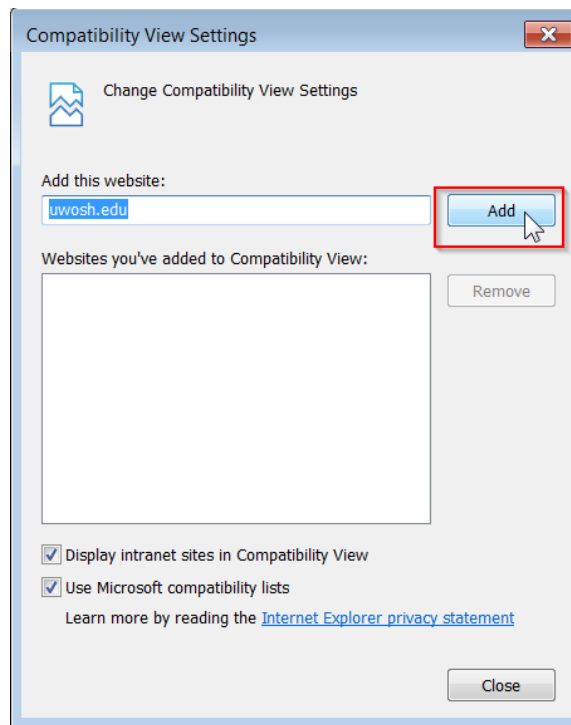 Compatibility View Settings
Change Compatibility View Settings
Add this website:
uwosh.edu
Add
Websites you've added to Compatibility View:
Remove
Display intranet sites in Compatibility View
Use Microsoft compatibility lists
Learn more by reading the Internet Explorer privacy statement
Close